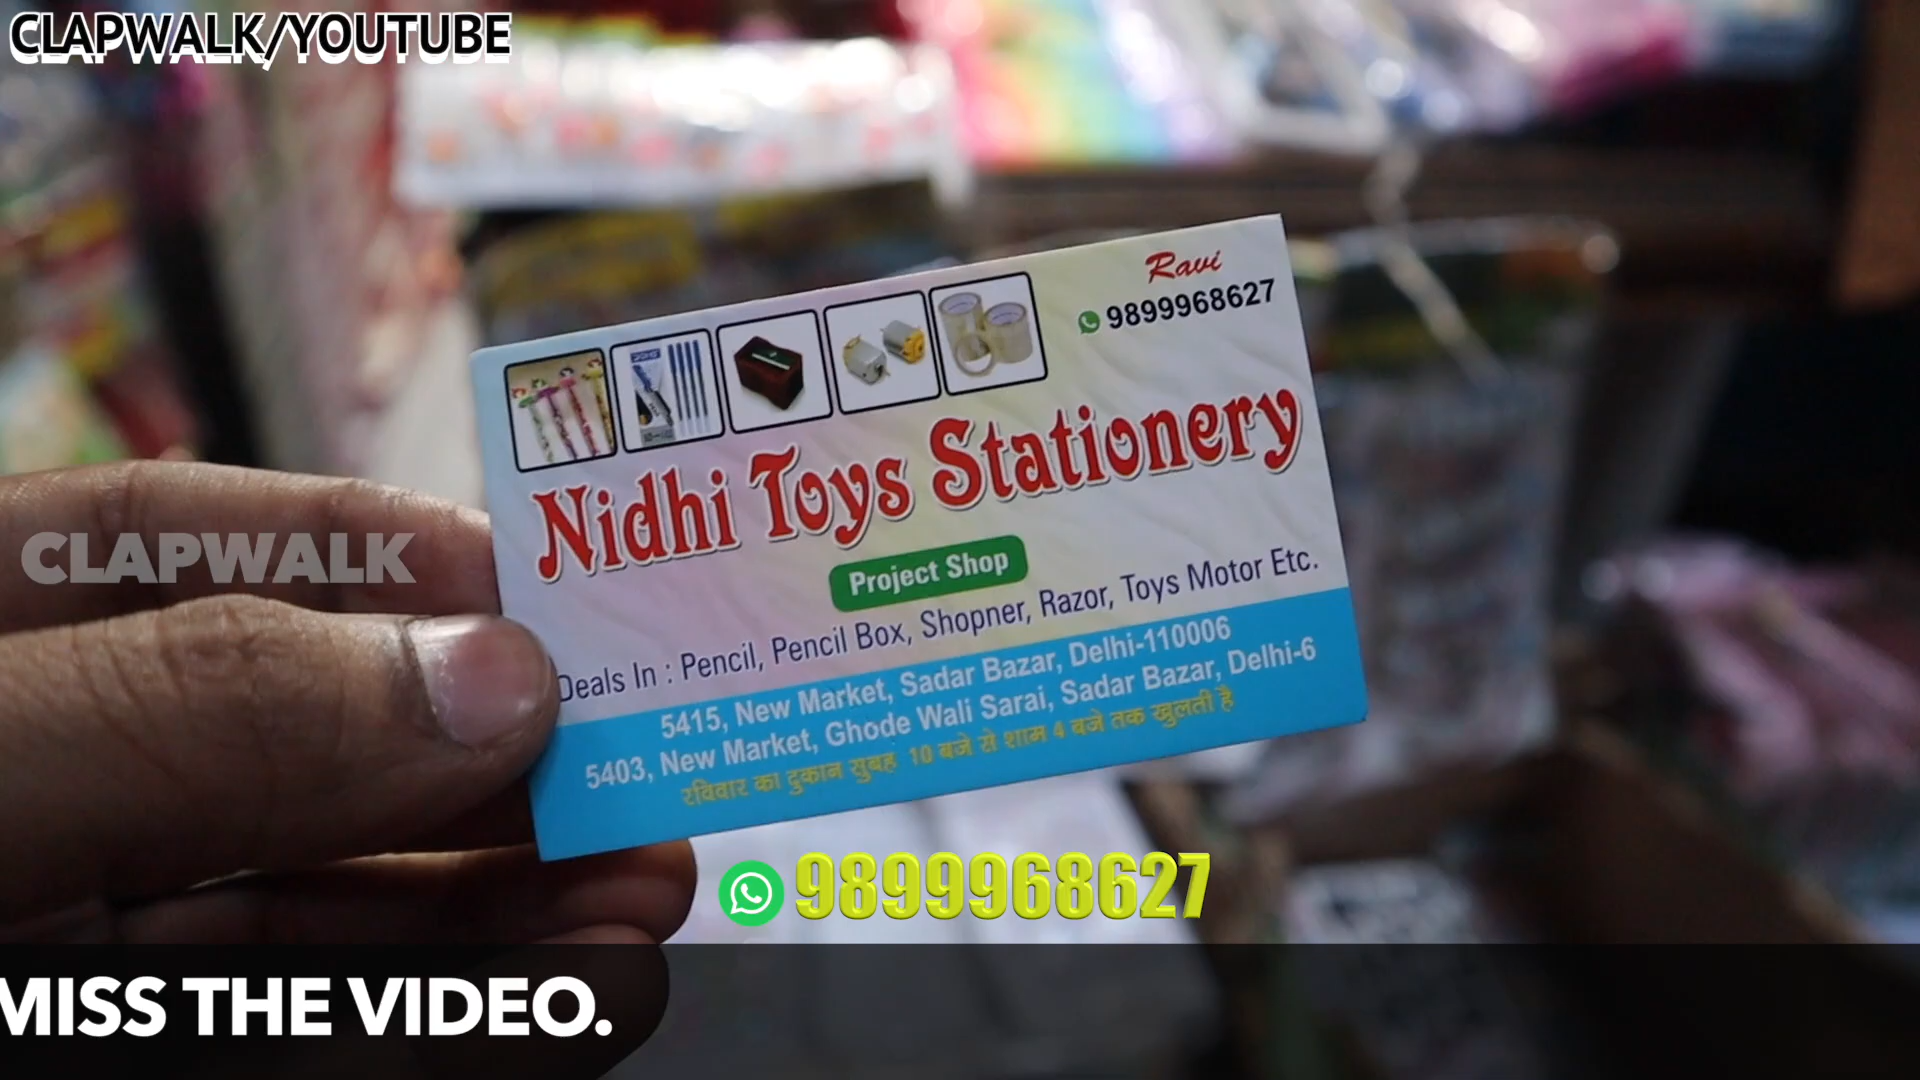 CLAPWALK/YOUTUBE
Ravi
9899968627
Nidhi Toys Stationery
Project Shop
Deals In : Pencil, Pencil Box, Shopner, Razor, Toys Motor Etc.
5415, New Market, Sadar Bazar, Delhi-110006
5403, New Market, Ghode Wali Sarai, Sadar Bazar, Delhi-6
रविवार का दुकान सुबह 10 बजे से शाम 4 बजे तक खुलती है
CLAPWALK
9899968627
MISS THE VIDEO.